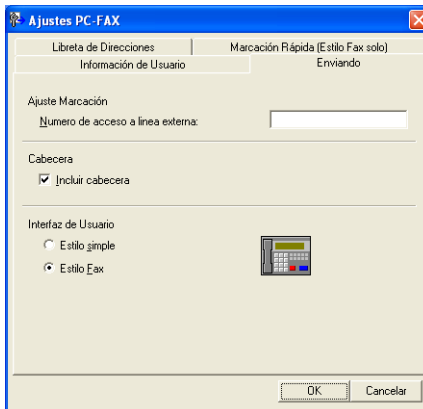 Ajustes PC-FAX
Libreta de Direcciones
Marcación Rápida (Estilo Fax solo)
Información de Usuario
Enviando
Ajuste Marcación
Numero de acceso a linea externa:
Cabecera
Incluir cabecera
Interfaz de Usuario
Estilo simple
Estilo Fax
OK
Cancelar